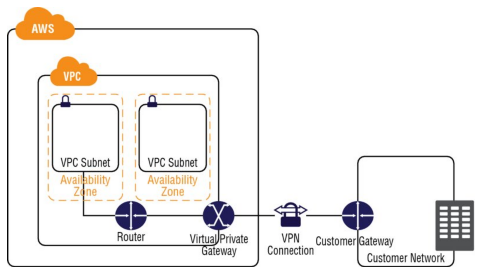 AWS
VPC
VPC Subnet
Availability
Zone
VPC Subnet
Availability
Zone
Router
Virtual Private
Gateway
VPN
Connection
Customer Gateway
Customer Network